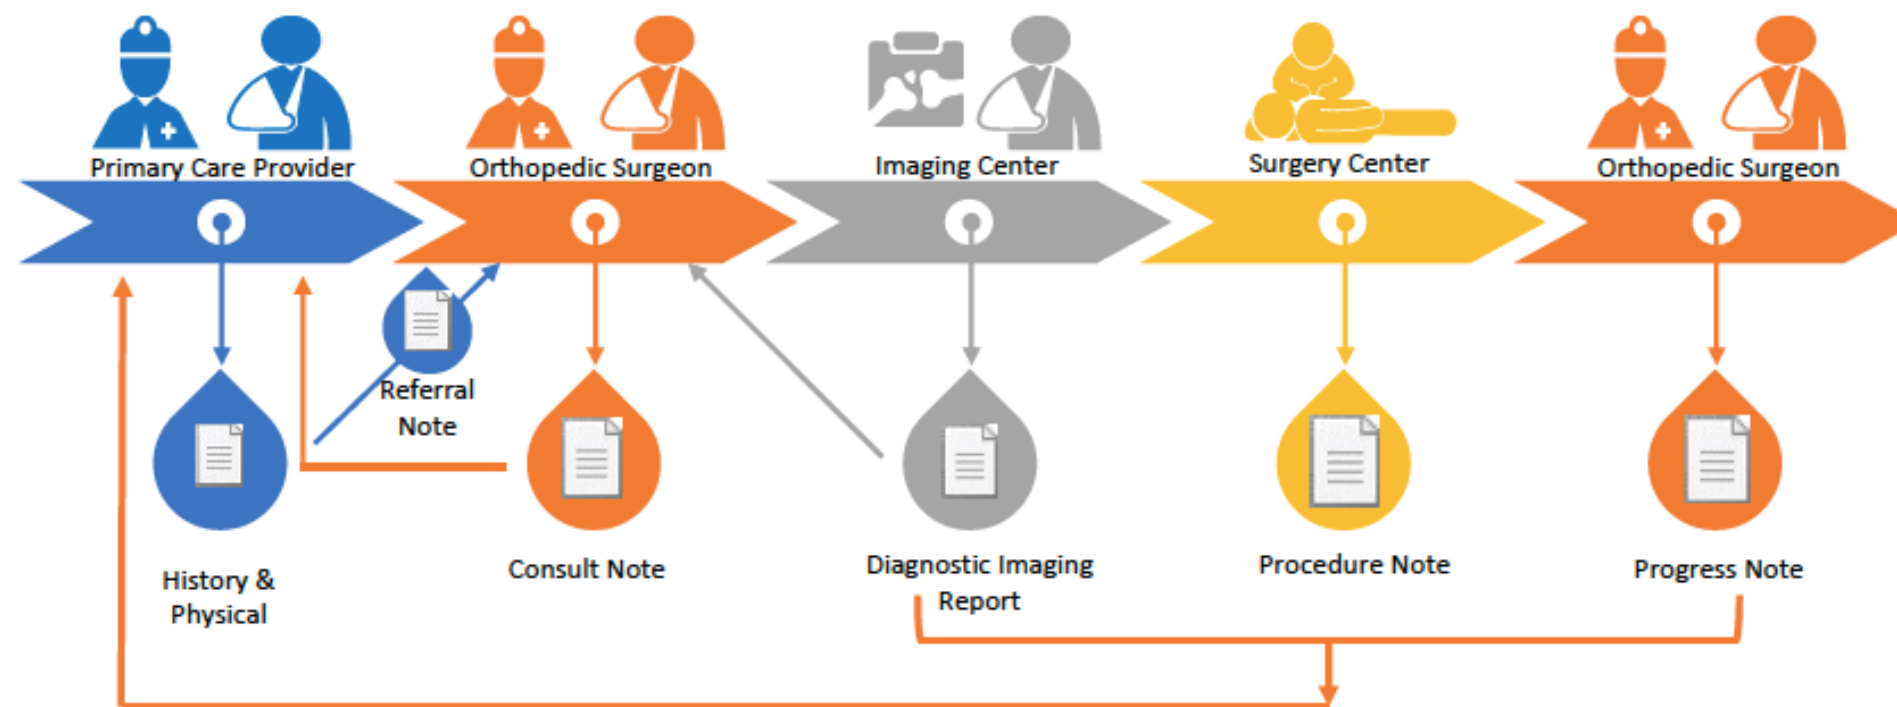 Primary Care Provider
Orthopedic Surgeon
Imaging Center
Surgery Center
Orthopedic Surgeon
Referral
Note
History &
Physical
Consult Note
Diagnostic Imaging
Report
Procedure Note
Progress Note